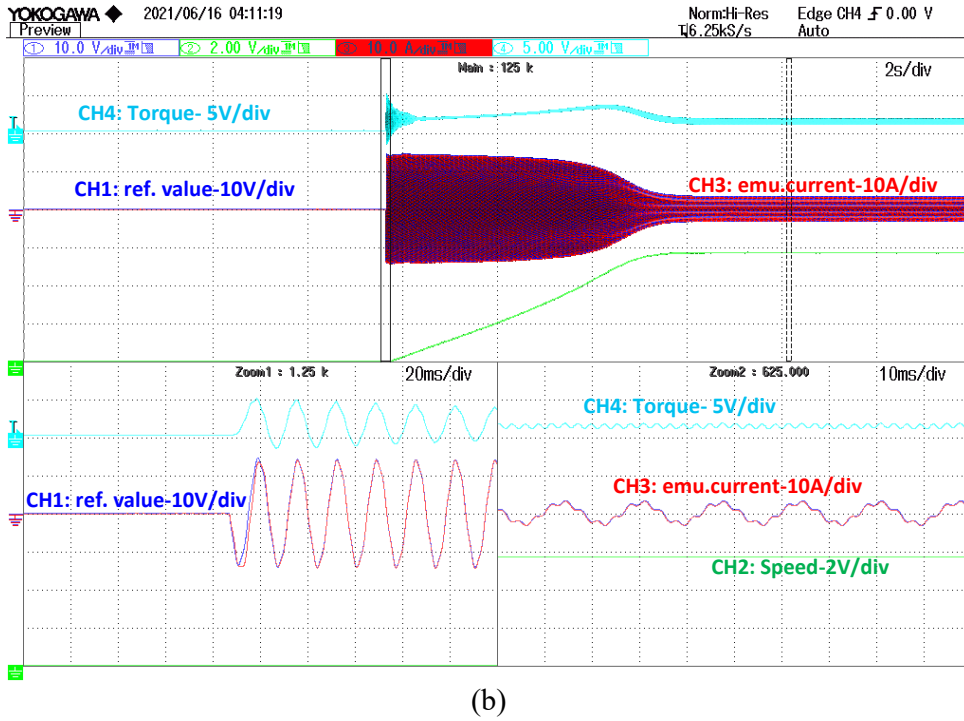 YOKOGAWA ◆ 2021/06/16 04:11:19 Norm:Hi-Res Edge CH4 0.00 V
Preview 6.25kS/s Auto
1 10.0 V/div 2 2.00 V/div 3 10.0 A/div 4 5.00 V/div
Main : 125 k 2s/div
CH4: Torque- 5V/div
T
CH1: ref. value-10V/div CH3: emu.current-10A/div
Zoom1 : 1.25 k 20ms/div Zoom2 : 625.000 10ms/div
CH4: Torque- 5V/div
T
CH1: ref. value-10V/div CH3: emu.current-10A/div
CH2: Speed-2V/div
(b)